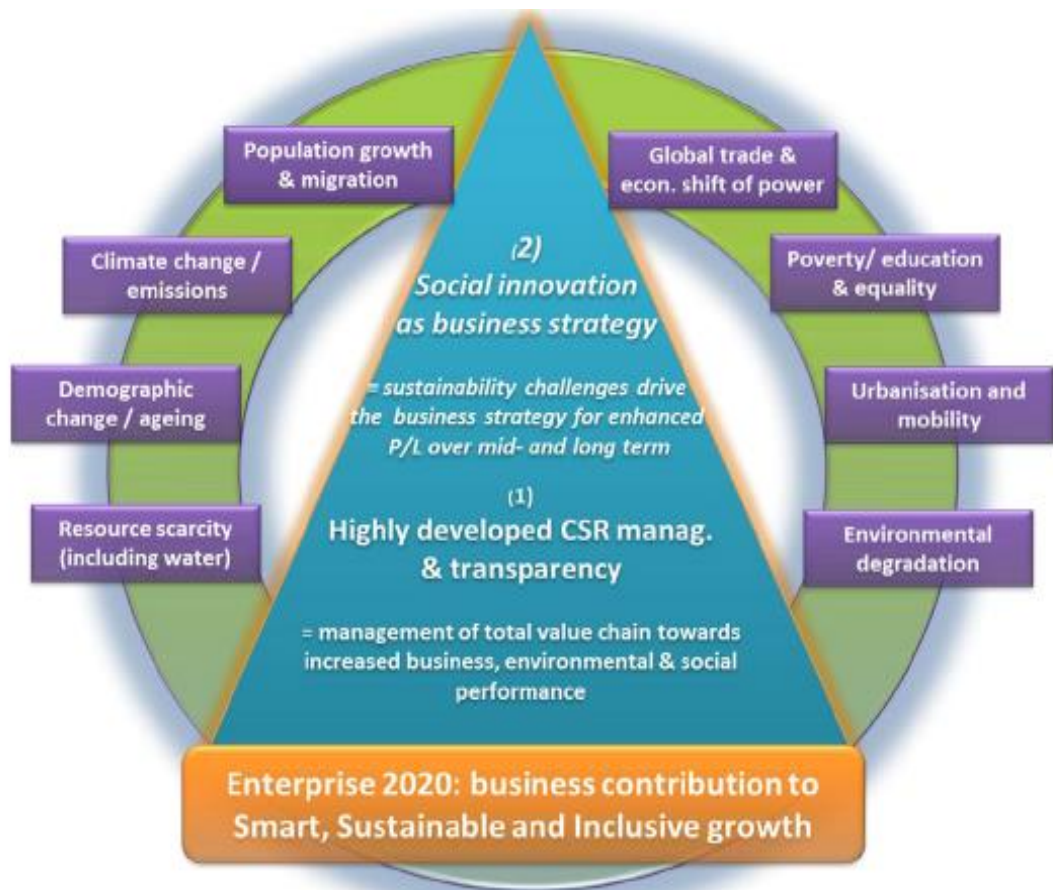 Population growth
& migration
Global trade &
econ. shift of power
Climate change /
emissions
Poverty/ education
& equality
Demographic
change / ageing
Urbanisation and
mobility
Resource scarcity
(including water)
Environmental
degradation
(2)
Social innovation
as business strategy
= sustainability challenges drive
the business strategy for enhanced
P/L over mid- and long term
(1)
Highly developed CSR manag.
& transparency
= management of total value chain towards
increased business, environmental & social
performance
Enterprise 2020: business contribution to
Smart, Sustainable and Inclusive growth